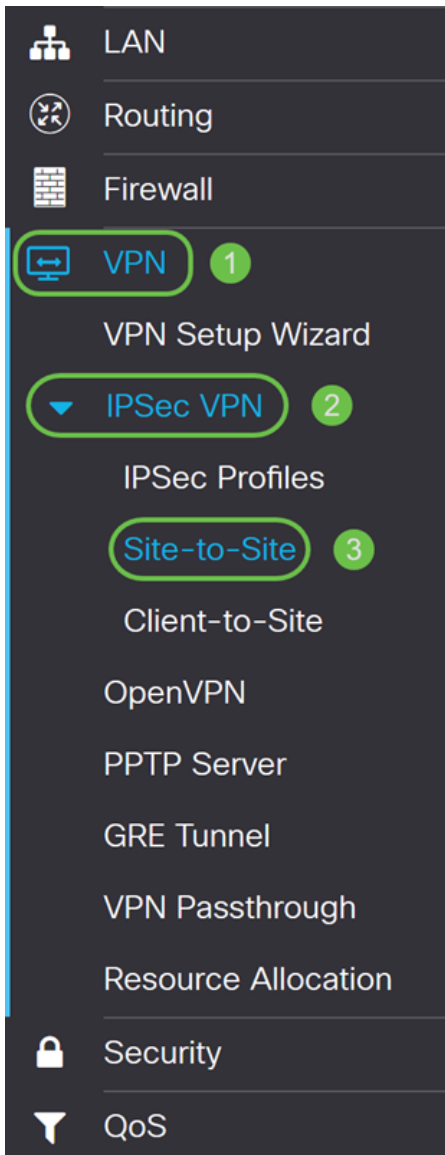 LAN
Routing
Firewall
VPN 1
VPN Setup Wizard
IPSec VPN 2
IPSec Profiles
Site-to-Site 3
Client-to-Site
OpenVPN
PPTP Server
GRE Tunnel
VPN Passthrough
Resource Allocation
Security
QoS